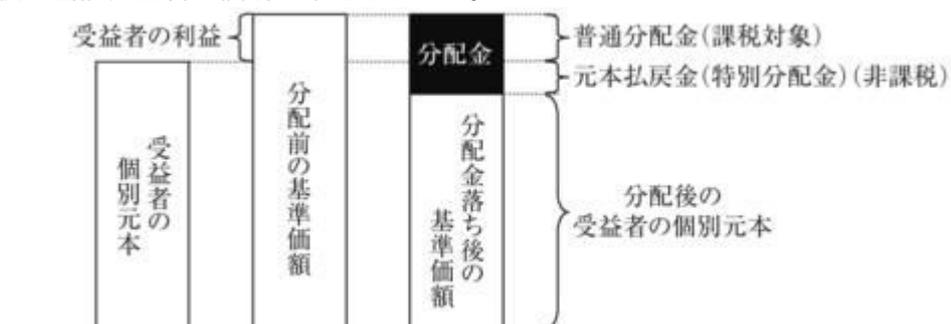 受益者の利益
分配金
普通分配金(課税対象)
元本払戻金(特別分配金)(非課税)
受益者の
個別元本
分配前の基準価額
分配金落ち後の
基準価額
分配後の
受益者の個別元本